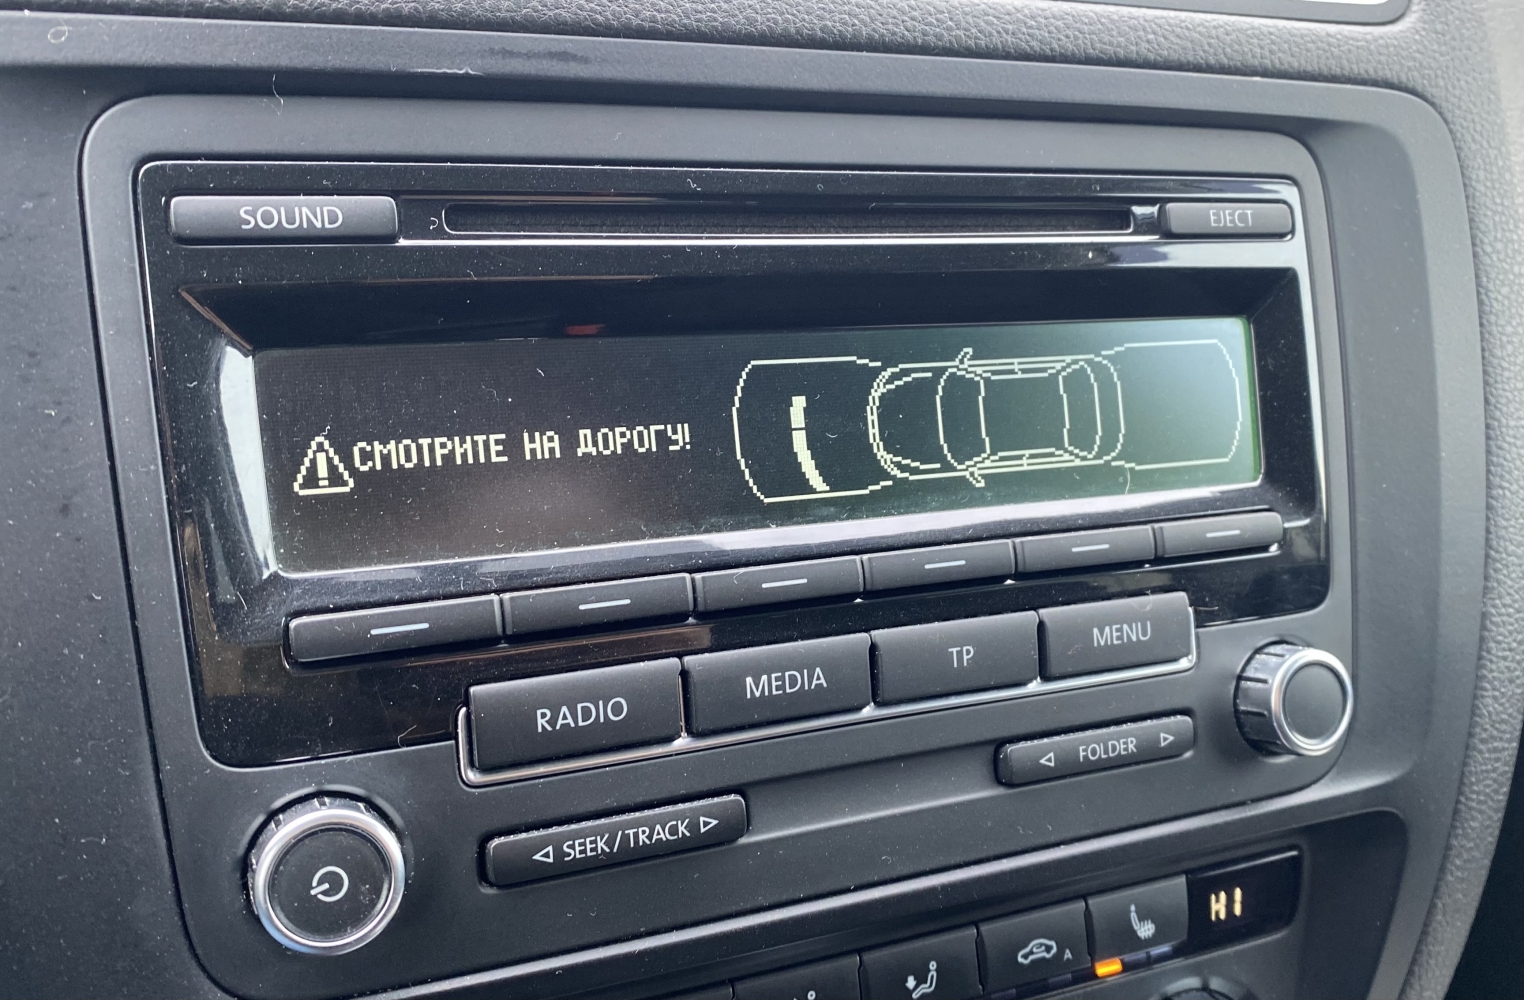 SOUND
EJECT
СМОТРИТЕ НА ДОРОГУ!
RADIO
MEDIA
TP
MENU
FOLDER
SEEK/TRACK
A
HI